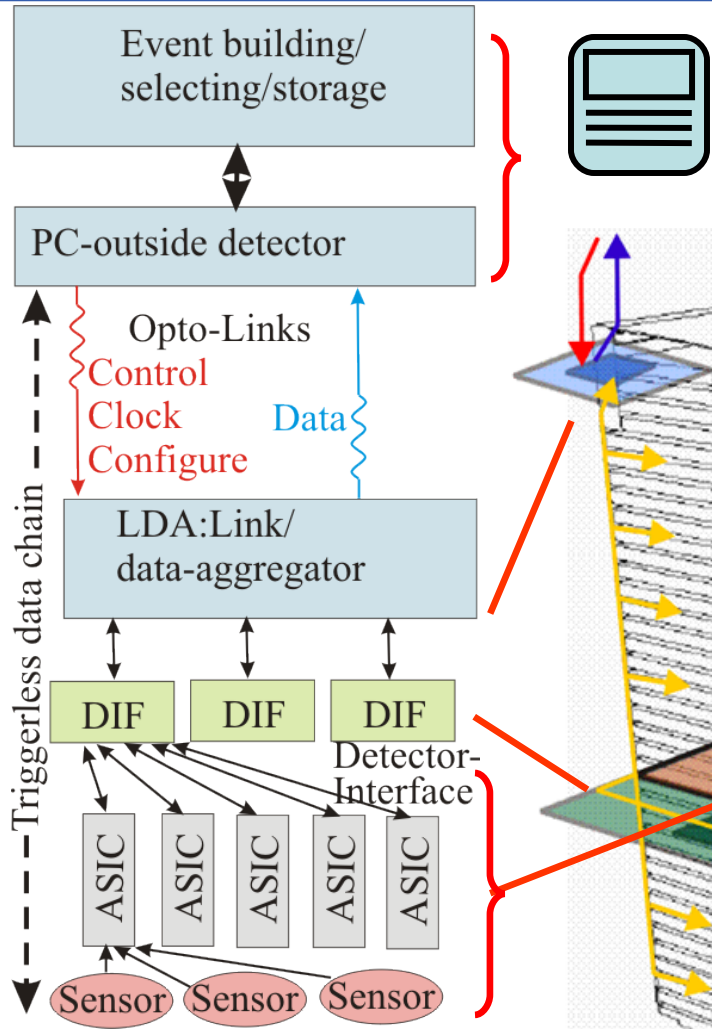 Event building/
selecting/storage
PC-outside detector
Opto-Links
Control
Clock
Configure
Data
Triggerless data chain
LDA:Link/
data-aggregator
DIF
DIF
DIF
Detector-
Interface
ASIC
ASIC
ASIC
ASIC
ASIC
Sensor
Sensor
Sensor